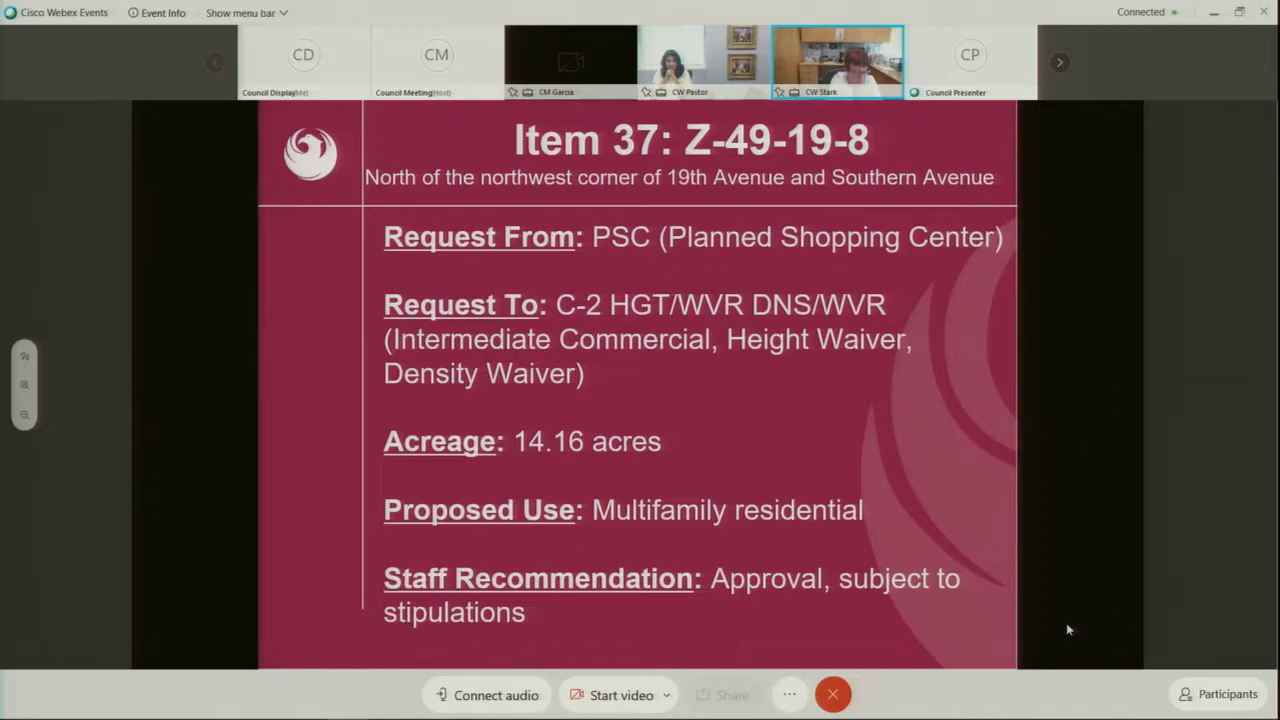 Cisco Webex Events
Event Info
Show menu bar
Connected
CD
CM
CP
Council Display(Me)
Council Meeting(Host)
CM Garcia
CW Pastor
CW Stark
Council Presenter
Item 37: Z-49-19-8
North of the northwest corner of 19th Avenue and Southern Avenue
Request From: PSC (Planned Shopping Center)
Request To: C-2 HGT/WVR DNS/WVR
(Intermediate Commercial, Height Waiver,
Density Waiver)
Acreage: 14.16 acres
Proposed Use: Multifamily residential
Staff Recommendation: Approval, subject to
stipulations
Connect audio
Start video
Share
Participants